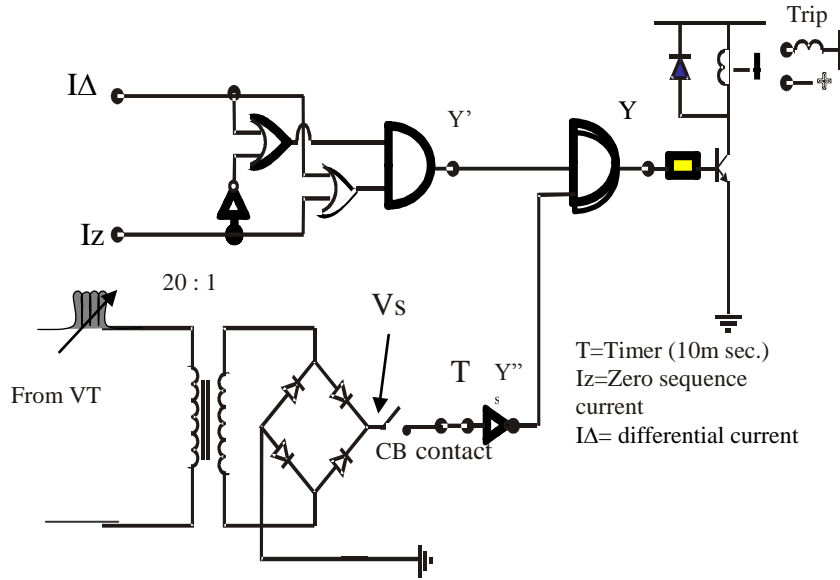 Trip
IΔ
Y’
Y
Iz
20 : 1
Vs
From VT
T
Y”
s
CB contact
T=Timer (10m sec.)
Iz=Zero sequence
current
IΔ= differential current